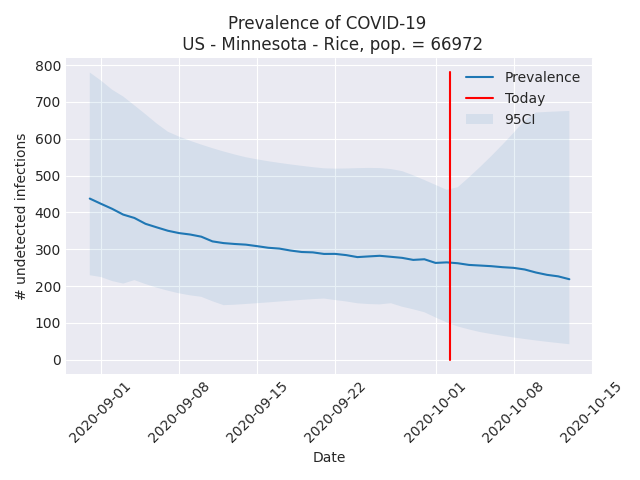 Prevalence of COVID-19
US - Minnesota - Rice, pop. = 66972
800
700
600
500
400
300
200
100
0
# undetected infections
Prevalence
Today
95CI
2020-09-01
2020-09-08
2020-09-15
2020-09-22
2020-10-01
2020-10-08
2020-10-15
Date